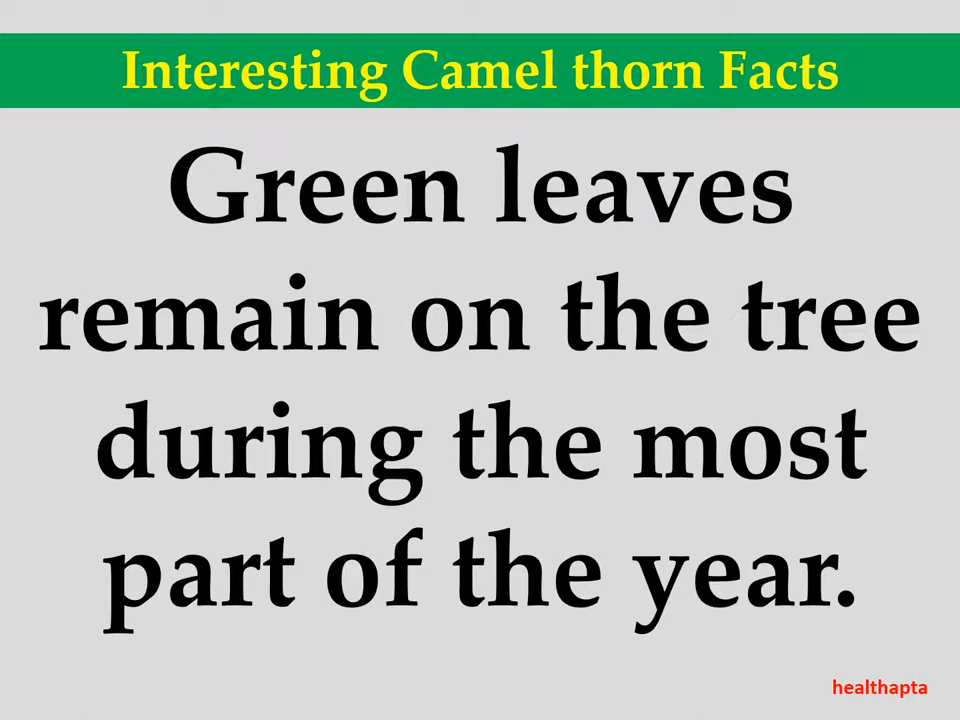 Interesting Camel thorn Facts
Green leaves
remain on the tree
during the most
part of the year.
healthapta